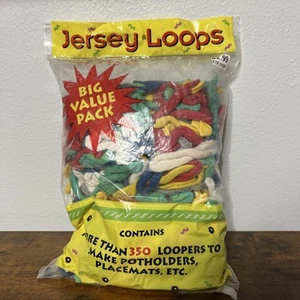 Jersey Loops
BIG
VALUE
PACK
CONTAINS
MORE THAN 350 LOOPERS TO
MAKE POTHOLDERS,
PLACEMATS, ETC.